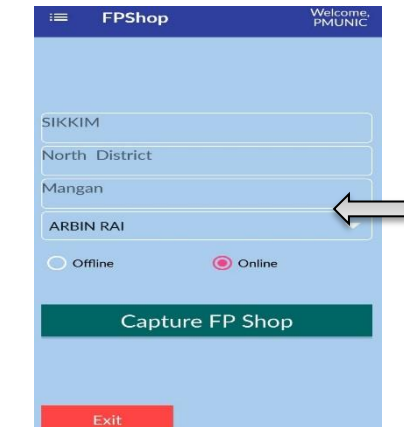 FPShop
Welcome,
PMUNIC
SIKKIM
North District
Mangan
ARBIN RAI
Offline Online
Capture FP Shop
Exit